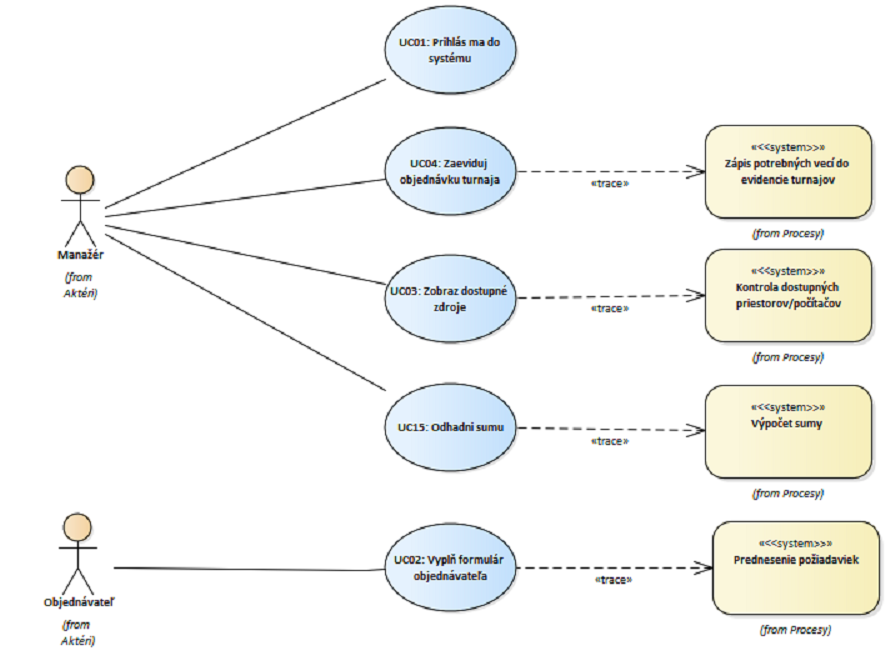 UC01: Prihlás ma do
systému
UC04: Zaeviduj
objednávku turnaja
«trace»
«<<system>>»
Zápis potrebných vecí do
evidencie turnajov
(from Procesy)
Manažér
(from
Aktéri)
UC03: Zobraz dostupné
zdroje
«trace»
«<<system>>»
Kontrola dostupných
priestorov/počítačov
(from Procesy)
UC15: Odhadni sumu
«trace»
«<<system>>»
Výpočet sumy
(from Procesy)
Objednávateľ
(from
Aktéri)
UC02: Vyplň formulár
objednávateľa
«trace»
«<<system>>»
Prednesenie požiadaviek
(from Procesy)